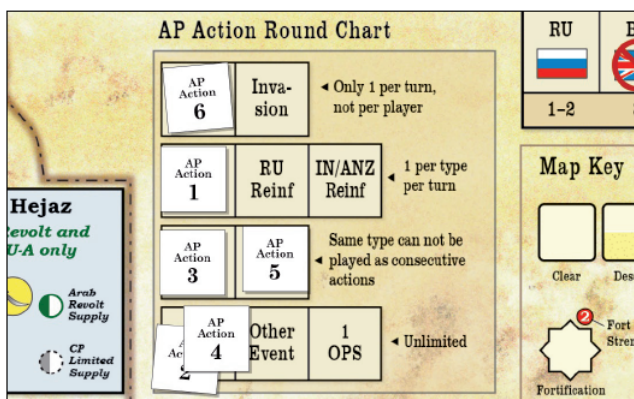 AP Action Round Chart
AP
Action
6
Inva-
sion
Only 1 per turn,
not per player
AP
Action
1
RU
Reinf
IN/ANZ
Reinf
1 per type
per turn
AP
Action
3
AP
Action
5
Same type can not be
played as consecutive
actions
AP
Action
4
Other
Event
1
OPS
Unlimited
Hejaz
Revolt and
U-A only
Arab
Revolt
Supply
CP
Limited
Supply
RU
1-2
Map Key
Clear
Des
2
Fort
Stren
Fortification